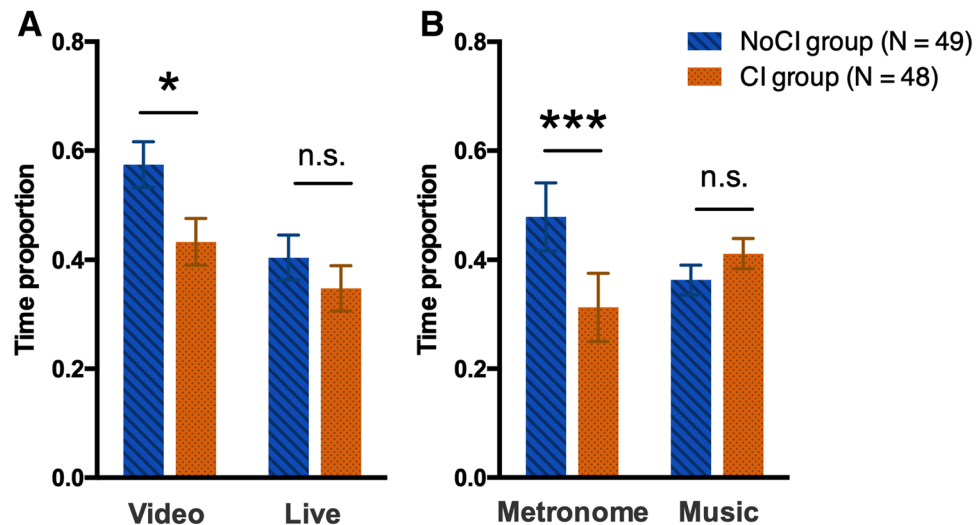 A
Time proportion
0.8
0.6
0.4
0.2
0.0
*
n.s.
Video
Live
B
Time proportion
0.8
0.6
0.4
0.2
0.0
***
n.s.
Metronome
Music
NoCI group (N = 49)
CI group (N = 48)